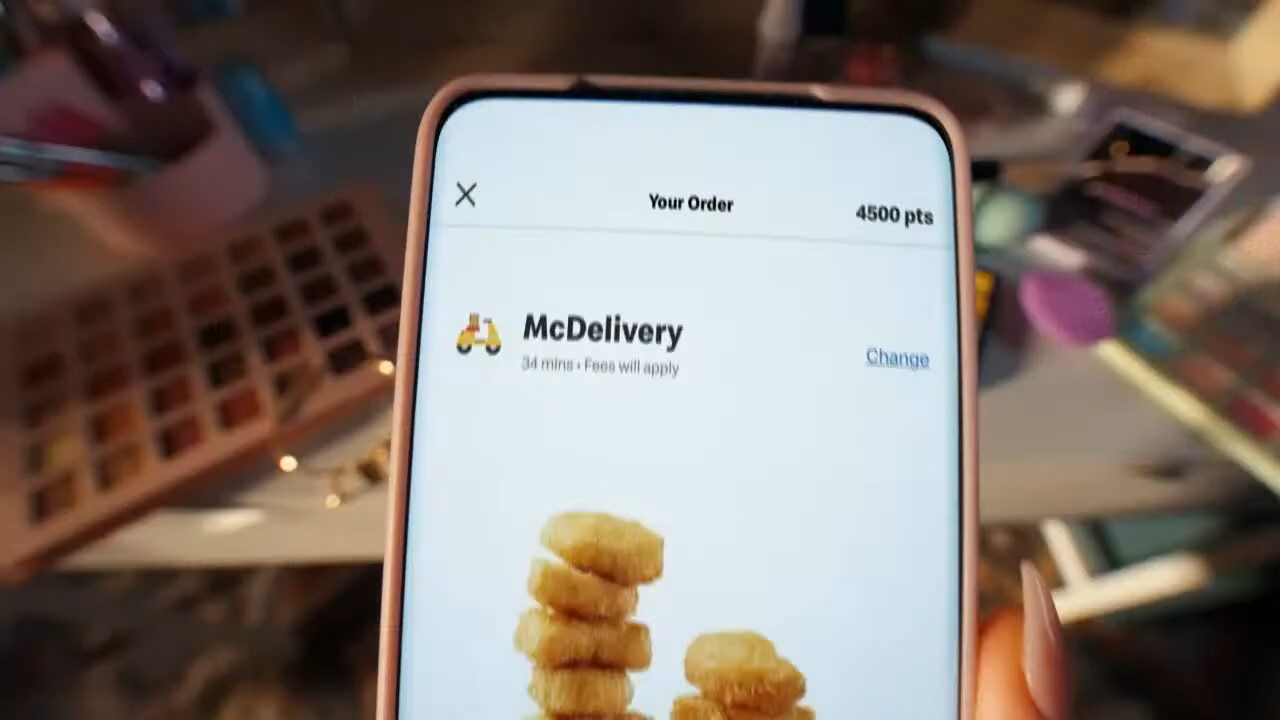 Your Order
4500 pts
McDelivery
34 mins • Fees will apply
Change